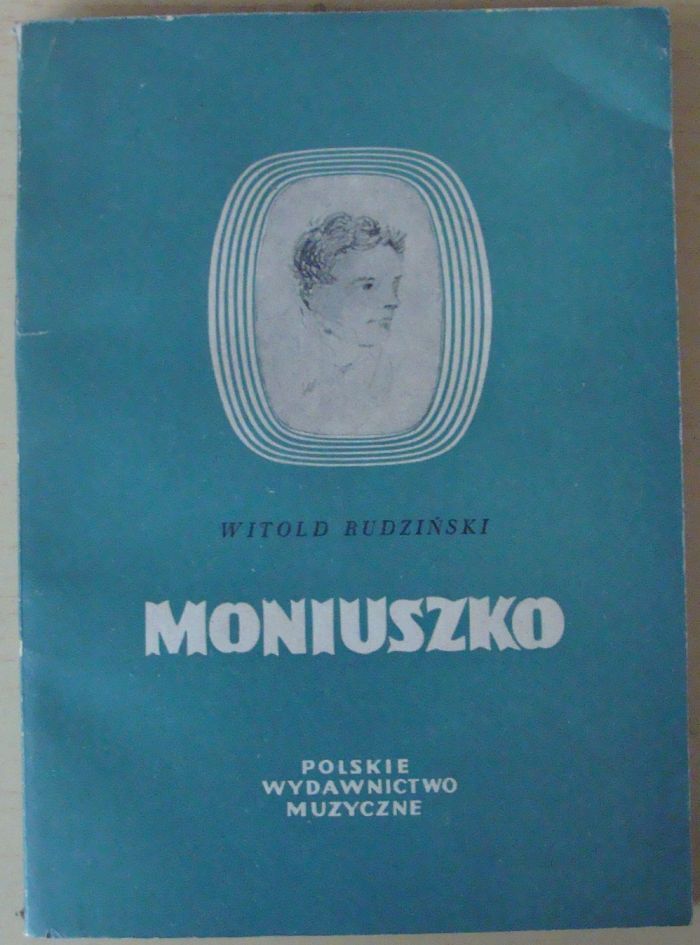 WITOLD RUDZIŃSKI
MONIUSZKO
POLSKIE
WYDAWNICTWO
MUZYCZNE